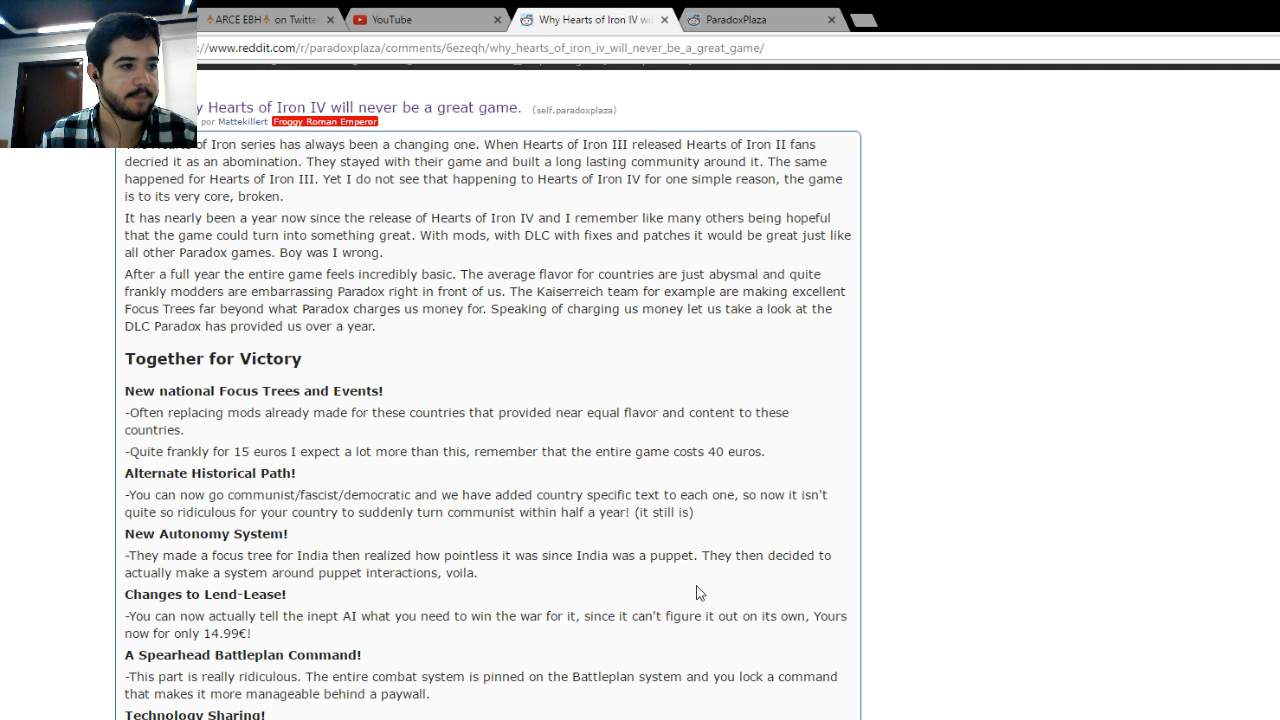 ARCE EBH on Twitte
YouTube
Why Hearts of Iron IV wi
ParadoxPlaza
://www.reddit.com/r/paradoxplaza/comments/6ezeqh/why_hearts_of_iron_iv_will_never_be_a_great_game/
y Hearts of Iron IV will never be a great game. (self.paradoxplaza)
por Mattekillert Froggy Roman Emperor
of Iron series has always been a changing one. When Hearts of Iron III released Hearts of Iron II fans
decried it as an abomination. They stayed with their game and built a long lasting community around it. The same
happened for Hearts of Iron III. Yet I do not see that happening to Hearts of Iron IV for one simple reason, the game
is to its very core, broken.
It has nearly been a year now since the release of Hearts of Iron IV and I remember like many others being hopeful
that the game could turn into something great. With mods, with DLC with fixes and patches it would be great just like
all other Paradox games. Boy was I wrong.
After a full year the entire game feels incredibly basic. The average flavor for countries are just abysmal and quite
frankly modders are embarrassing Paradox right in front of us. The Kaiserreich team for example are making excellent
Focus Trees far beyond what Paradox charges us money for. Speaking of charging us money let us take a look at the
DLC Paradox has provided us over a year.
Together for Victory
New national Focus Trees and Events!
-Often replacing mods already made for these countries that provided near equal flavor and content to these
countries.
-Quite frankly for 15 euros I expect a lot more than this, remember that the entire game costs 40 euros.
Alternate Historical Path!
-You can now go communist/fascist/democratic and we have added country specific text to each one, so now it isn't
quite so ridiculous for your country to suddenly turn communist within half a year! (it still is)
New Autonomy System!
-They made a focus tree for India then realized how pointless it was since India was a puppet. They then decided to
actually make a system around puppet interactions, voila.
Changes to Lend-Lease!
-You can now actually tell the inept AI what you need to win the war for it, since it can't figure it out on its own, Yours
now for only 14.99€!
A Spearhead Battleplan Command!
-This part is really ridiculous. The entire combat system is pinned on the Battleplan system and you lock a command
that makes it more manageable behind a paywall.
Technology Sharing!